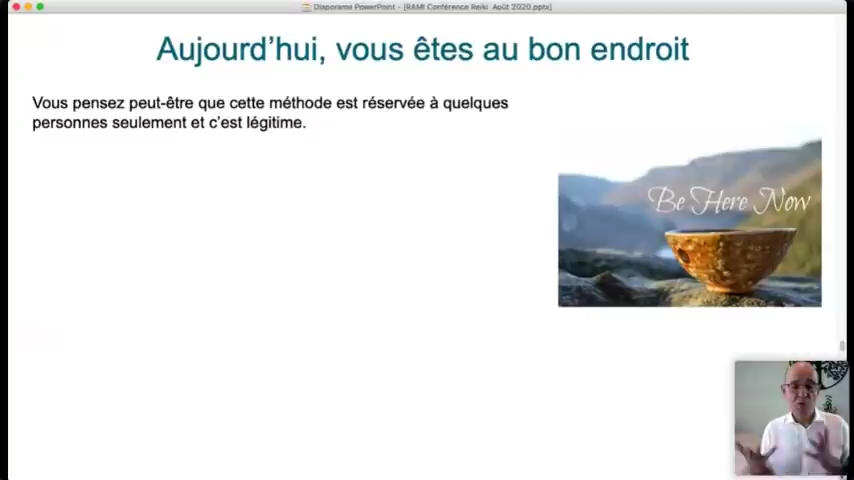 Diaporama PowerPoint - [RAMI Conférence Reiki Août 2020.pptx]
Aujourd'hui, vous êtes au bon endroit
Vous pensez peut-être que cette méthode est réservée à quelques
personnes seulement et c'est légitime.
Be Here Now